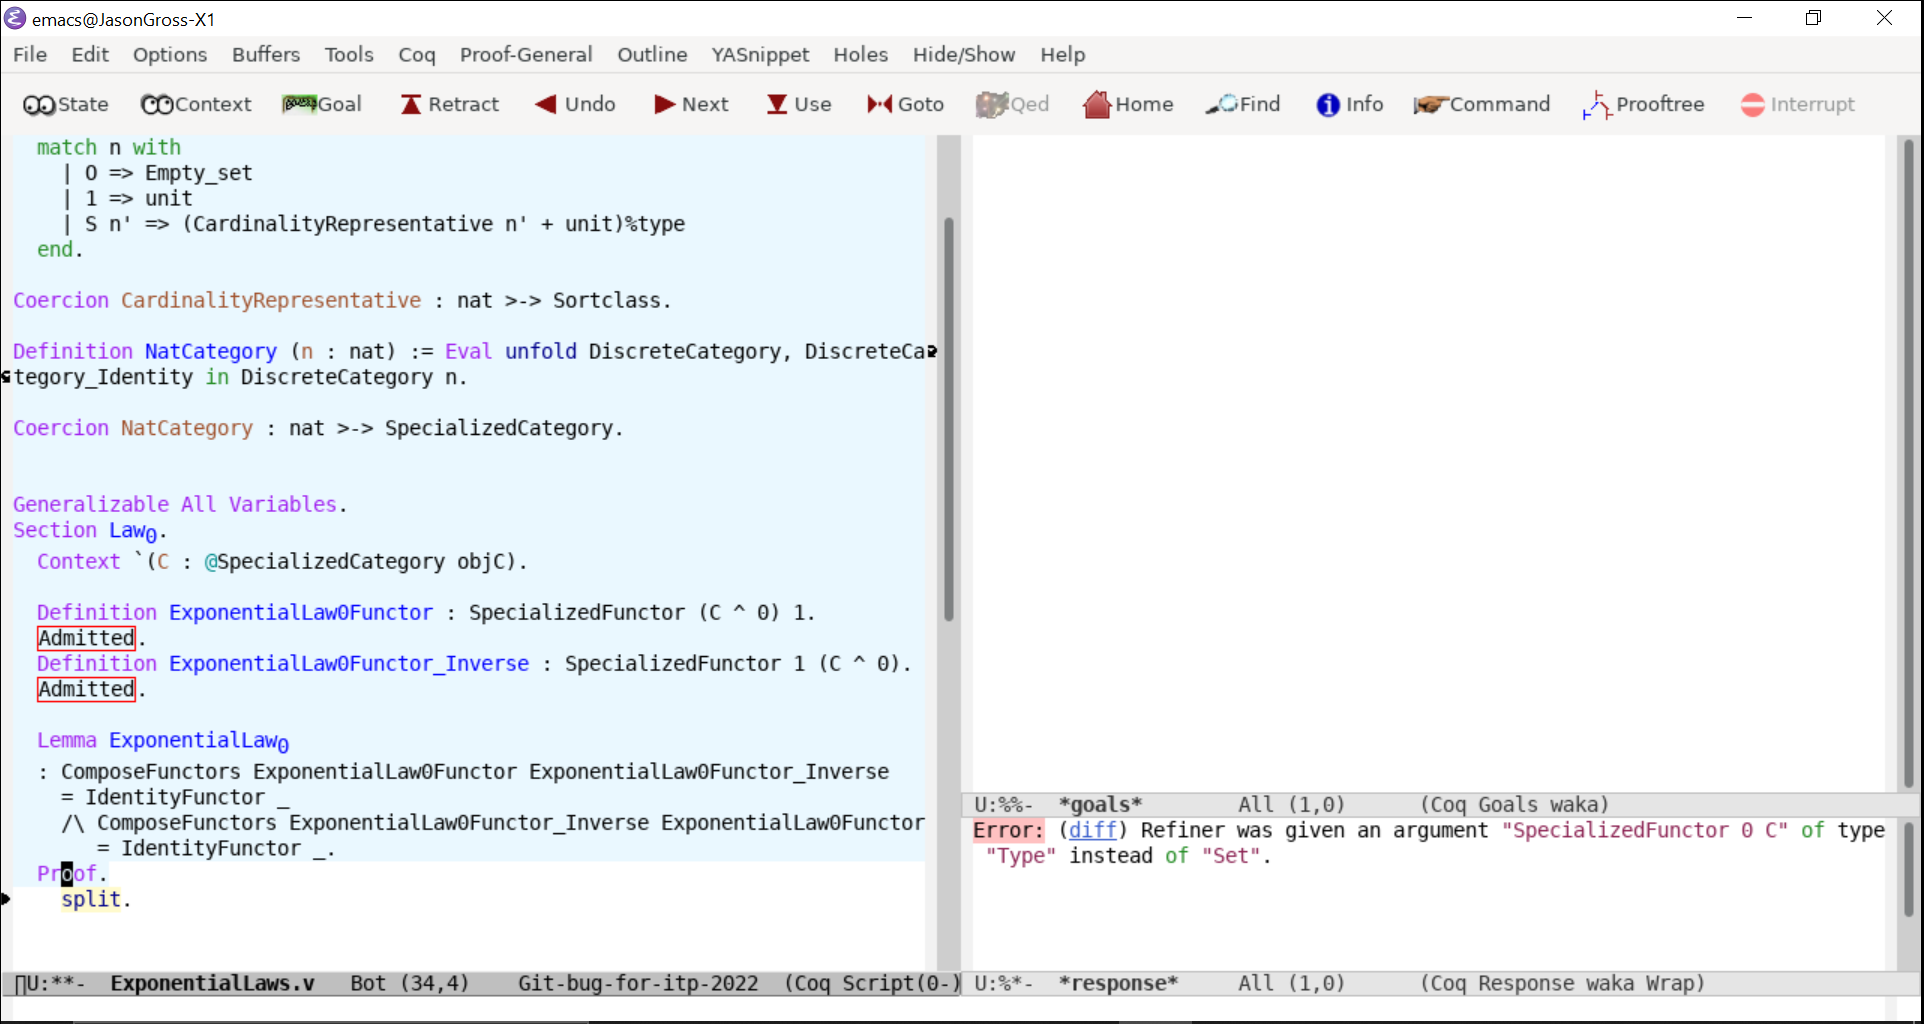 emacs@JasonGross-X1
File Edit Options Buffers Tools Coq Proof-General Outline YASnippet Holes Hide/Show Help
State Context Goal Retract Undo Next Use Goto Qed Home Find Info Command Prooftree Interrupt
match n with
| O => Empty_set
| 1 => unit
| S n' => (CardinalityRepresentative n' + unit)%type
end.
Coercion CardinalityRepresentative : nat >-> Sortclass.
Definition NatCategory (n : nat) := Eval unfold DiscreteCategory, DiscreteCa
tegory_Identity in DiscreteCategory n.
Coercion NatCategory : nat >-> SpecializedCategory.
Generalizable All Variables.
Section Law₀.
Context `(C : @SpecializedCategory objC).
Definition ExponentialLaw0Functor : SpecializedFunctor (C ^ 0) 1.
Admitted.
Definition ExponentialLaw0Functor_Inverse : SpecializedFunctor 1 (C ^ 0).
Admitted.
Lemma ExponentialLaw₀
: ComposeFunctors ExponentialLaw0Functor ExponentialLaw0Functor_Inverse
= IdentityFunctor _
/\ ComposeFunctors ExponentialLaw0Functor_Inverse ExponentialLaw0Functor
= IdentityFunctor _.
Proof.
split.
U:**- ExponentialLaws.v Bot (34,4) Git-bug-for-itp-2022 (Coq Script(0-)
U:%%- *goals* All (1,0) (Coq Goals waka)
Error: (diff) Refiner was given an argument "SpecializedFunctor 0 C" of type
"Type" instead of "Set".
U:%*- *response* All (1,0) (Coq Response waka Wrap)